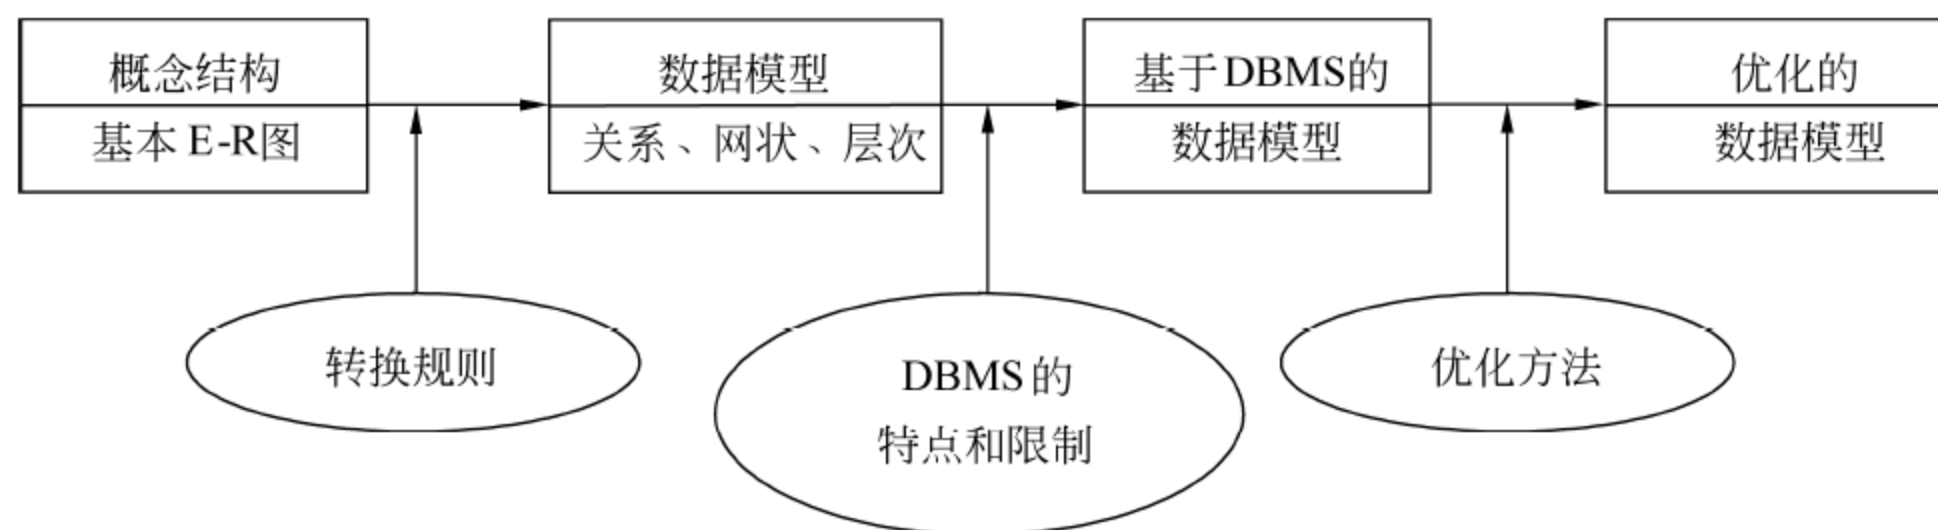 概念结构
基本 E-R图
数据模型
关系、网状、层次
基于DBMS的
数据模型
优化的
数据模型
转换规则
DBMS的
特点和限制
优化方法